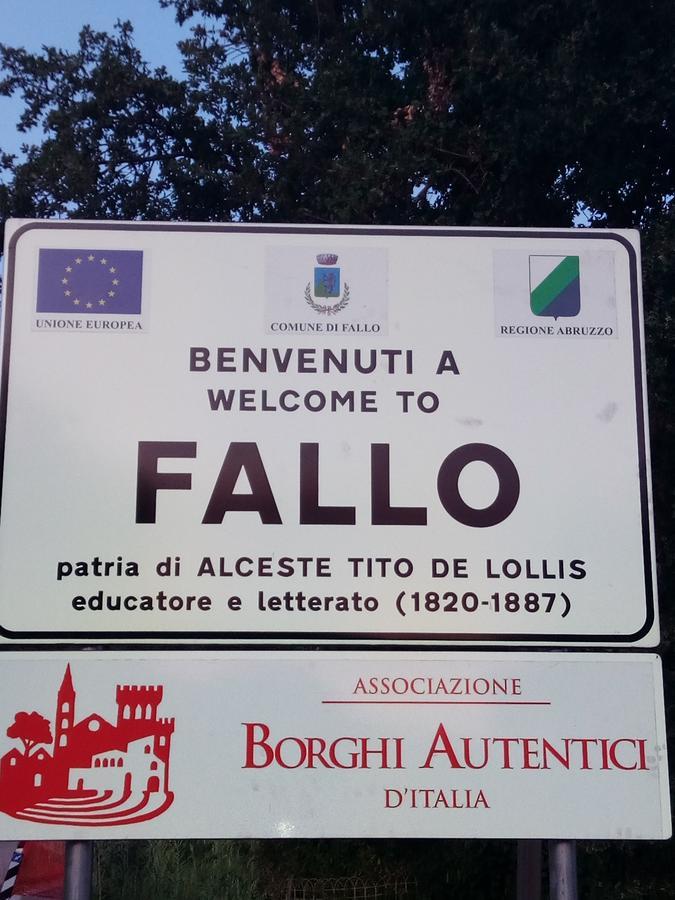 UNIONE EUROPEA
COMUNE DI FALLO
REGIONE ABRUZZO
BENVENUTI A
WELCOME TO
FALLO
patria di ALCESTE TITO DE LOLLIS
educatore e letterato (1820-1887)
ASSOCIAZIONE
BORGHI AUTENTICI
D'ITALIA